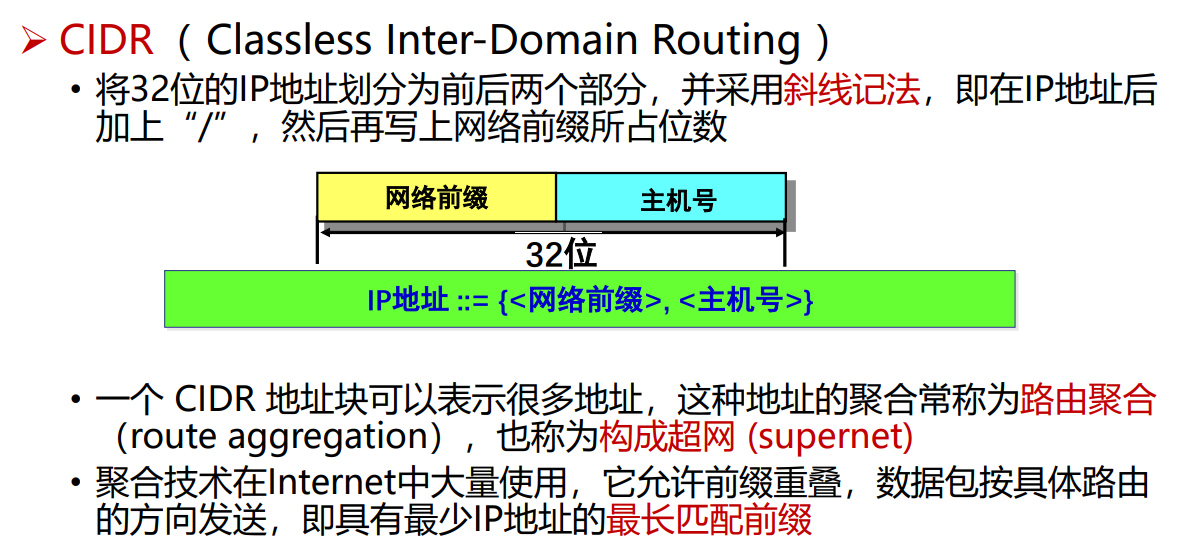 CIDR（Classless Inter-Domain Routing）
• 将32位的IP地址划分为前后两个部分，并采用斜线记法，即在IP地址后
加上“/”，然后再写上网络前缀所占位数
网络前缀 主机号
32位
IP地址 ::= {<网络前缀>, <主机号>}
• 一个 CIDR 地址块可以表示很多地址，这种地址的聚合常称为路由聚合
（route aggregation），也称为构成超网 (supernet)
• 聚合技术在Internet中大量使用，它允许前缀重叠，数据包按具体路由
的方向发送，即具有最少IP地址的最长匹配前缀